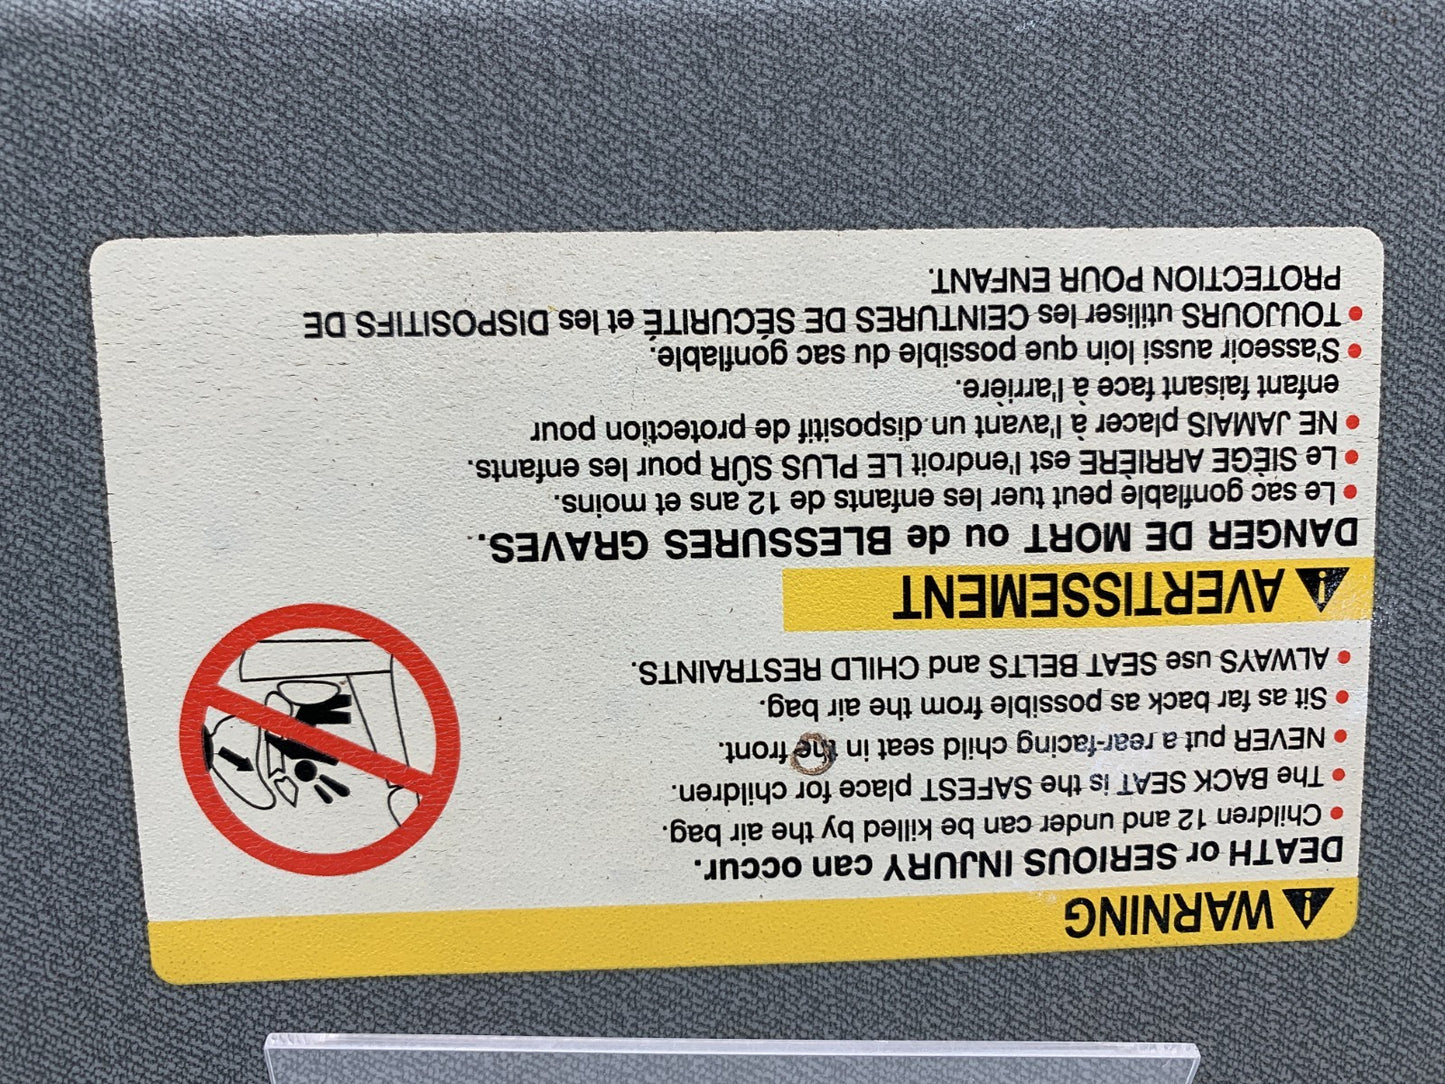 WARNING
DEATH or SERIOUS INJURY can occur.
• Children 12 and under can be killed by the air bag.
• The BACK SEAT is the SAFEST place for children.
• NEVER put a rear-facing child seat in the front.
• Sit as far back as possible from the air bag.
• ALWAYS use SEAT BELTS and CHILD RESTRAINTS.
AVERTISSEMENT
DANGER DE MORT ou de BLESSURES GRAVES.
• Le sac gonflable peut tuer les enfants de 12 ans et moins.
• Le SIÈGE ARRIÈRE est l'endroit LE PLUS SÛR pour les enfants.
• NE JAMAIS placer à l'avant un dispositif de protection pour
enfant faisant face à l'arrière.
• S'asseoir aussi loin que possible du sac gonflable.
• TOUJOURS utiliser les CEINTURES DE SÉCURITÉ et les DISPOSITIFS DE
PROTECTION POUR ENFANT.